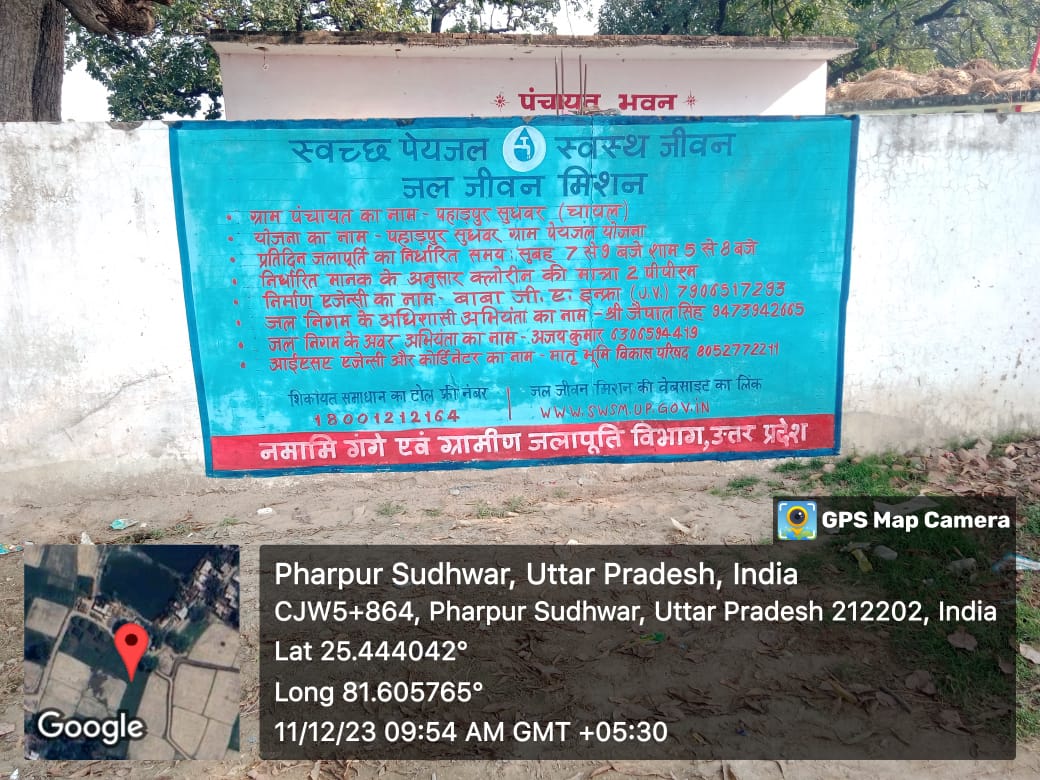 पंचायत भवन
स्वच्छ पेयजल स्वस्थ जीवन
जल जीवन मिशन
• ग्राम पंचायत का नाम - पहाड़पुर सुधवर (चायल)
• योजना का नाम - पहाड़पुर सुधवर ग्राम पेयजल योजना
• प्रतिदिन जलापूर्ति का निर्धारित समय : सुबह 7 से 9 बजे शाम 5 से 8 बजे
• निर्धारित मानक के अनुसार क्लोरीन की मात्रा 2 पीपीएम
• निर्माण एजेन्सी का नाम - बाबा जी. ए. इन्फ्रा (J.V.) 7906517293
• जल निगम के अधिशासी अभियंता का नाम - श्री जैपाल सिंह 9473942665
• जल निगम के अवर अभियंता का नाम - अजय कुमार 6306594419
• आईएसए एजेन्सी और कोर्डिनेटर का नाम - मातृ भूमि विकास परिषद 8052772211
शिकायत समाधान का टोल फ्री नंबर
18001212164
जल जीवन मिशन की वेबसाइट का लिंक
WWW.SWSM.UP.GOV.IN
नमामि गंगे एवं ग्रामीण जलापूर्ति विभाग, उत्तर प्रदेश
GPS Map Camera
Pharpur Sudhwar, Uttar Pradesh, India
CJW5+864, Pharpur Sudhwar, Uttar Pradesh 212202, India
Lat 25.444042°
Long 81.605765°
11/12/23 09:54 AM GMT +05:30
Google